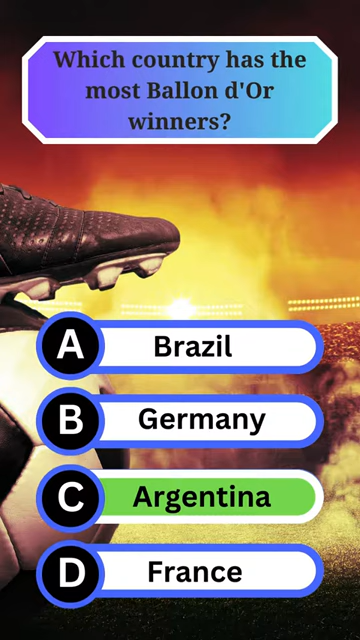 Which country has the
most Ballon d'Or
winners?
A Brazil
B Germany
C Argentina
D France